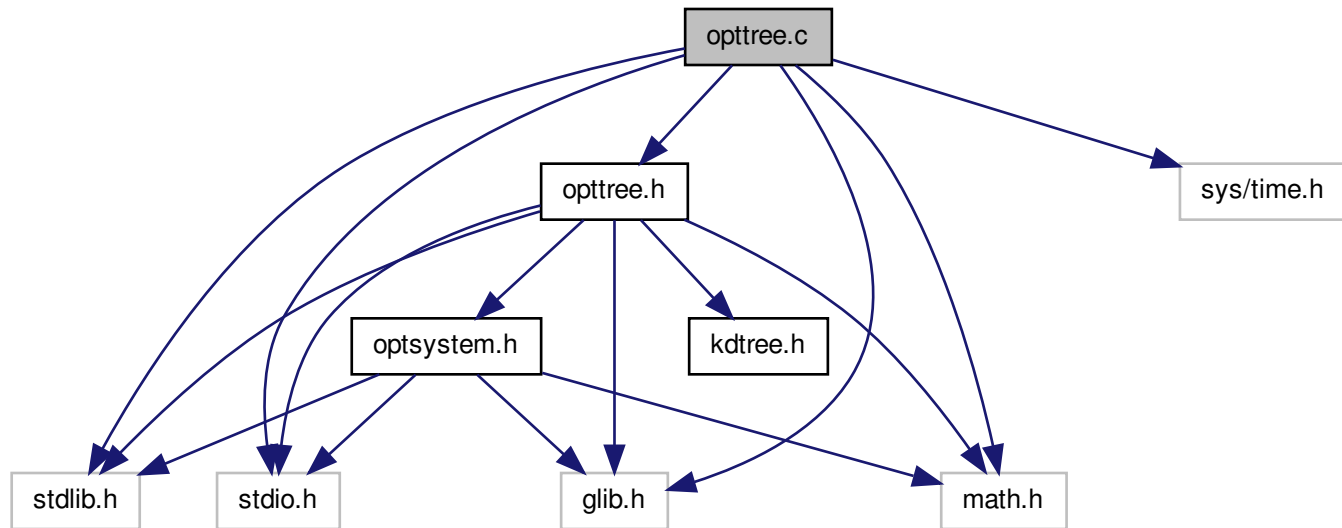 opttree.c
opttree.h
sys/time.h
optsystem.h
kdtree.h
stdlib.h
stdio.h
glib.h
math.h